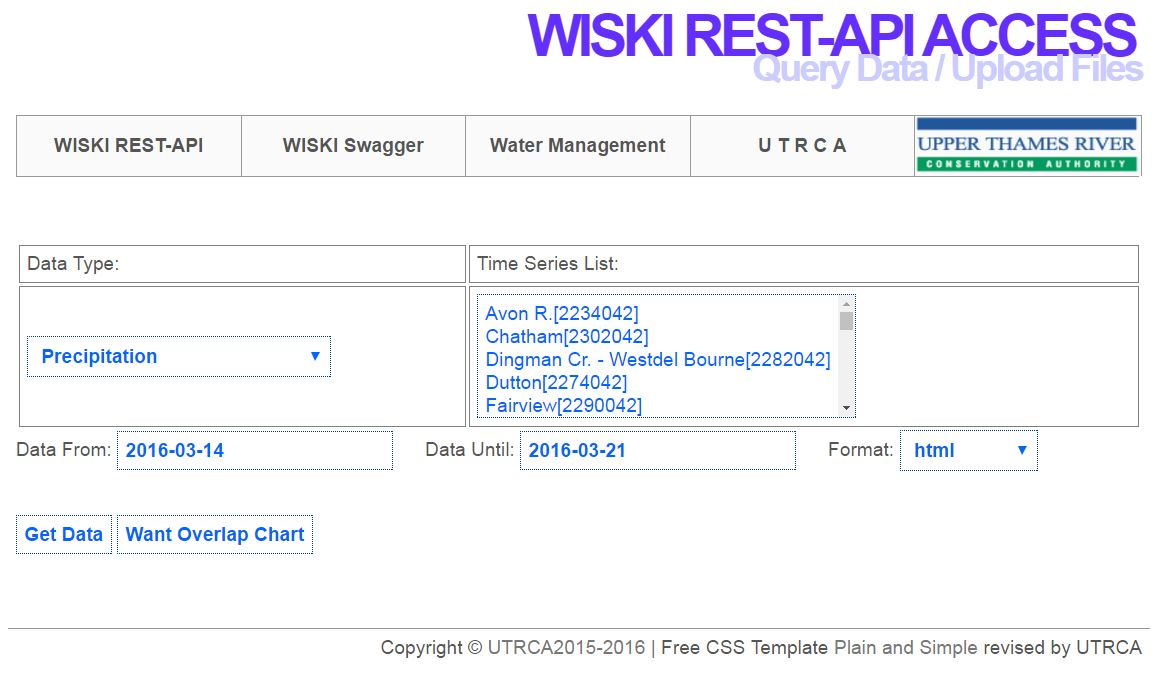 WISKI REST-API ACCESS
Query Data / Upload Files
WISKI REST-API WISKI Swagger Water Management U T R C A UPPER THAMES RIVER
CONSERVATION AUTHORITY
Data Type: Time Series List:
Avon R.[2234042]
Chatham[2302042]
Precipitation ▼ Dingman Cr. - Westdel Bourne[2282042]
Dutton[2274042]
Fairview[2290042]
Data From: 2016-03-14 Data Until: 2016-03-21 Format: html ▼
Get Data Want Overlap Chart
Copyright © UTRCA2015-2016 | Free CSS Template Plain and Simple revised by UTRCA